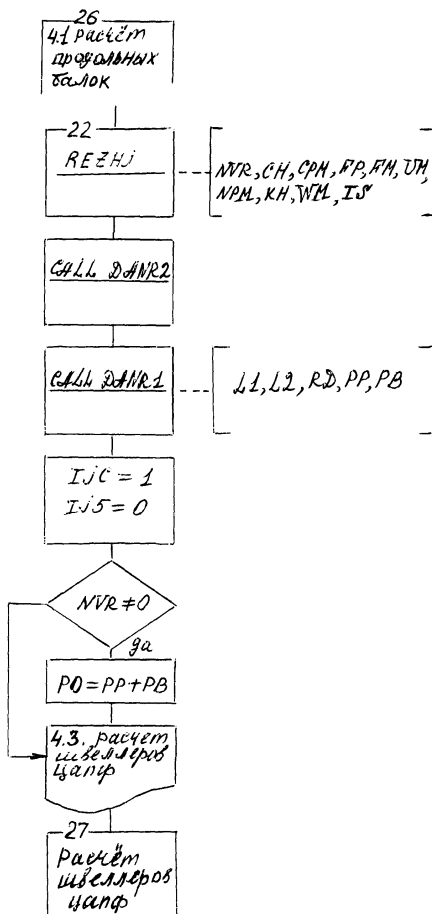 26
4.1 Расчёт
продольных
балок
22
REZHj
NVR, CH, CPM, FP, FM, UM,
NPM, KH, WM, IS
CALL DANR2
CALL DANR1
L1, L2, RD, PP, PB
IjC = 1
Ij5 = 0
NVR ≠ 0
да
PO = PP + PB
4.3. Расчет
швеллеров
цапф
27
Расчёт
швеллеров
цапф